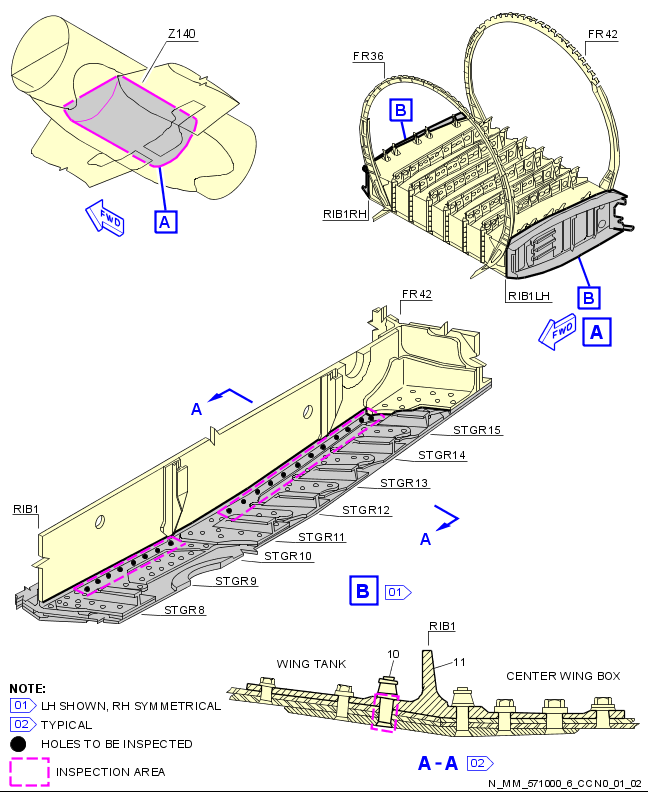 Z140
FR42
FR36
B
RIB1RH
FWD
A
RIB1LH
B
FWD
A
FR42
A
STGR15
STGR14
STGR13
RIB1
STGR12
A
STGR11
STGR10
STGR9
B 01
STGR8
RIB1
10
11
WING TANK
CENTER WING BOX
NOTE:
01 LH SHOWN, RH SYMMETRICAL
02 TYPICAL
HOLES TO BE INSPECTED
INSPECTION AREA
A-A 02
N_MM_571000_6_CCN0_01_02